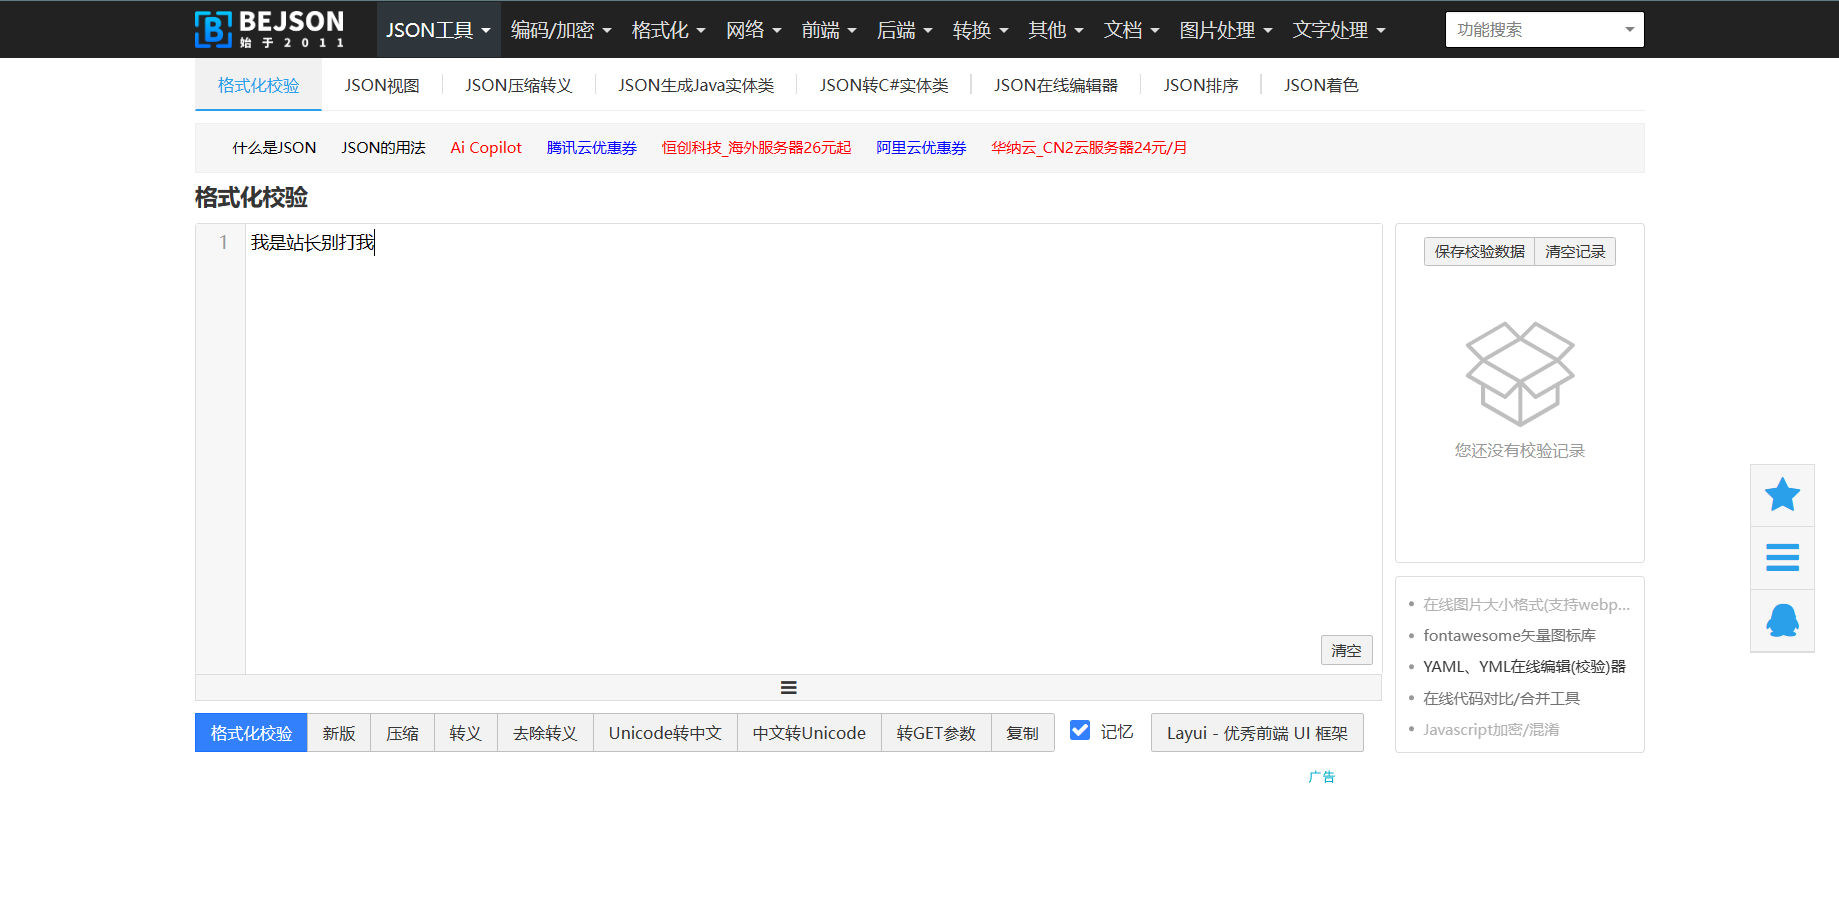 BEJSON
始于2011
JSON工具 编码/加密 格式化 网络 前端 后端 转换 其他 文档 图片处理 文字处理 功能搜索
格式化校验 JSON视图 JSON压缩转义 JSON生成Java实体类 JSON转C#实体类 JSON在线编辑器 JSON排序 JSON着色
什么是JSON JSON的用法 Ai Copilot 腾讯云优惠券 恒创科技_海外服务器26元起 阿里云优惠券 华纳云_CN2云服务器24元/月
格式化校验
1 我是站长别打我
清空
格式化校验 新版 压缩 转义 去除转义 Unicode转中文 中文转Unicode 转GET参数 复制 记忆 Layui - 优秀前端 UI 框架
广告
保存校验数据 清空记录
您还没有校验记录
在线图片大小格式(支持webp...
fontawesome矢量图标库
YAML、YML在线编辑(校验)器
在线代码对比/合并工具
Javascript加密/混淆